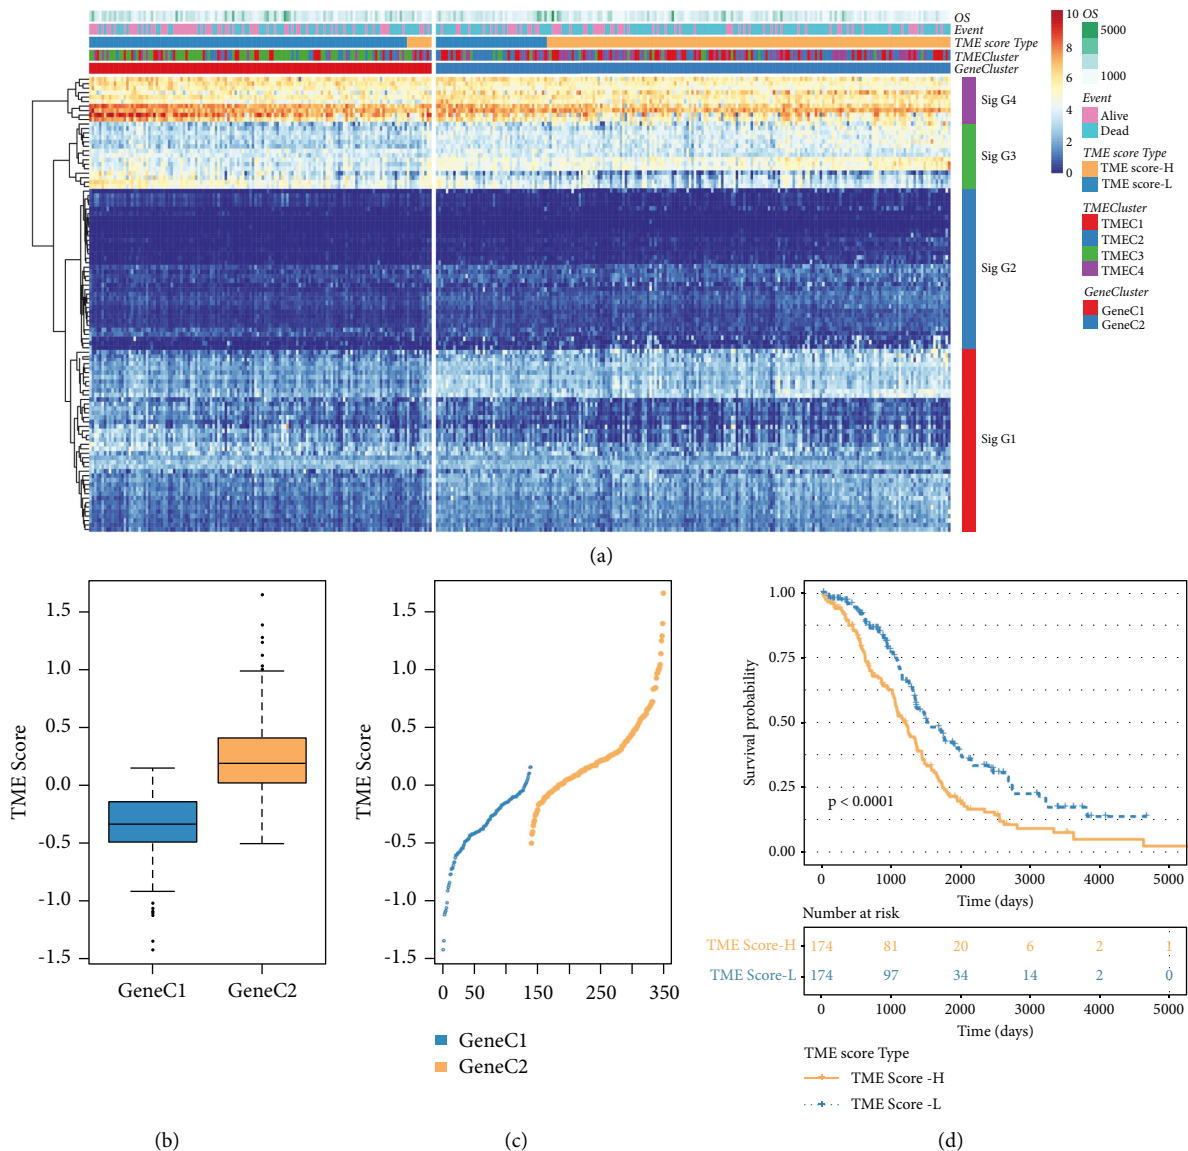 OS
Event
TME score Type
TMECluster
GeneCluster
Sig G4
Sig G3
Sig G2
Sig G1
10
8
6
4
2
0
OS
5000
1000
Event
Alive
Dead
TME score Type
TME score-H
TME score-L
TMECluster
TMEC1
TMEC2
TMEC3
TMEC4
GeneCluster
GeneC1
GeneC2
(a)
TME Score
1.5
1.0
0.5
0.0
-0.5
-1.0
-1.5
GeneC1 GeneC2
(b)
TME Score
1.5
1.0
0.5
0.0
-0.5
-1.0
-1.5
0 50 150 250 350
GeneC1
GeneC2
(c)
Survival probability
1.00
0.75
0.50
0.25
0.00
p < 0.0001
0 1000 2000 3000 4000 5000
Time (days)
Number at risk
TME Score-H 174 81 20 6 2 1
TME Score-L 174 97 34 14 2 0
0 1000 2000 3000 4000 5000
Time (days)
TME score Type
TME Score -H
TME Score -L
(d)